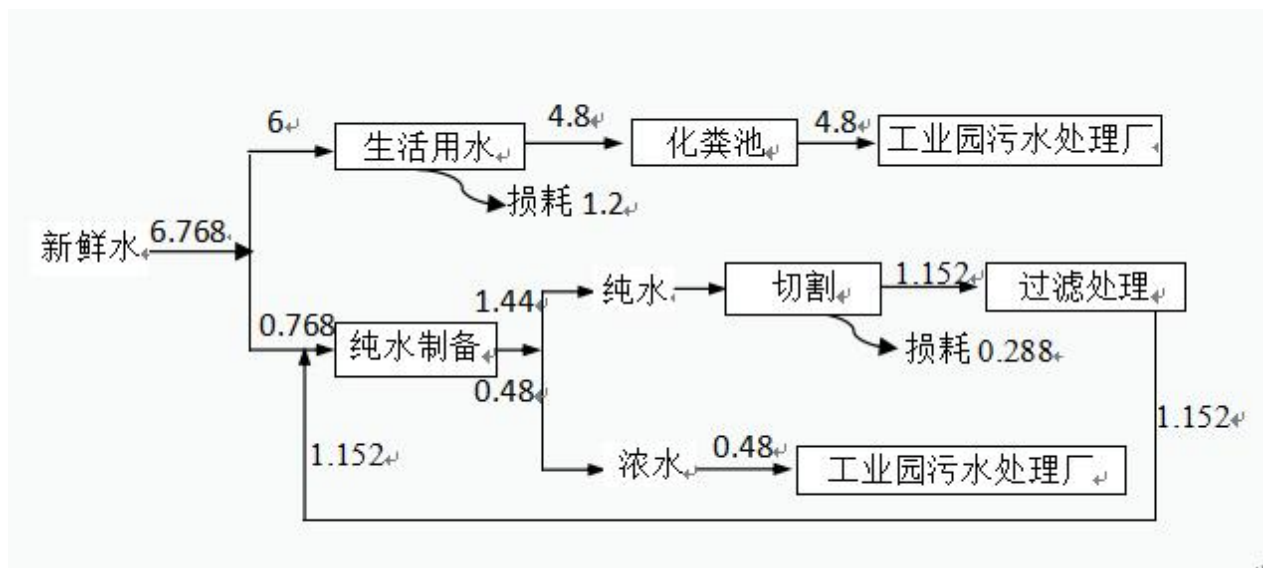 6
4.8
4.8
生活用水
化粪池
工业园污水处理厂
损耗 1.2
新鲜水
6.768
纯水
切割
1.152
过滤处理
1.44
0.768
纯水制备
损耗 0.288
0.48
1.152
1.152
浓水
0.48
工业园污水处理厂